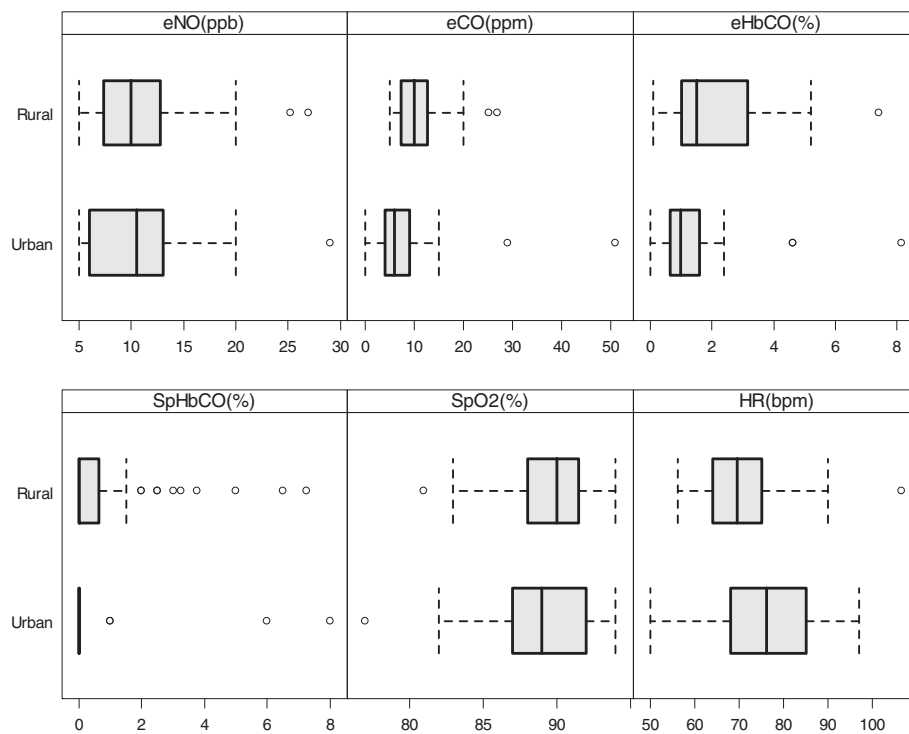 eNO(ppb) eCO(ppm) eHbCO(%)
Rural
Urban
5 10 15 20 25 30 0 10 20 30 40 50 0 2 4 6 8
SpHbCO(%) SpO2(%) HR(bpm)
Rural
Urban
0 2 4 6 8 80 85 90 50 60 70 80 90 100